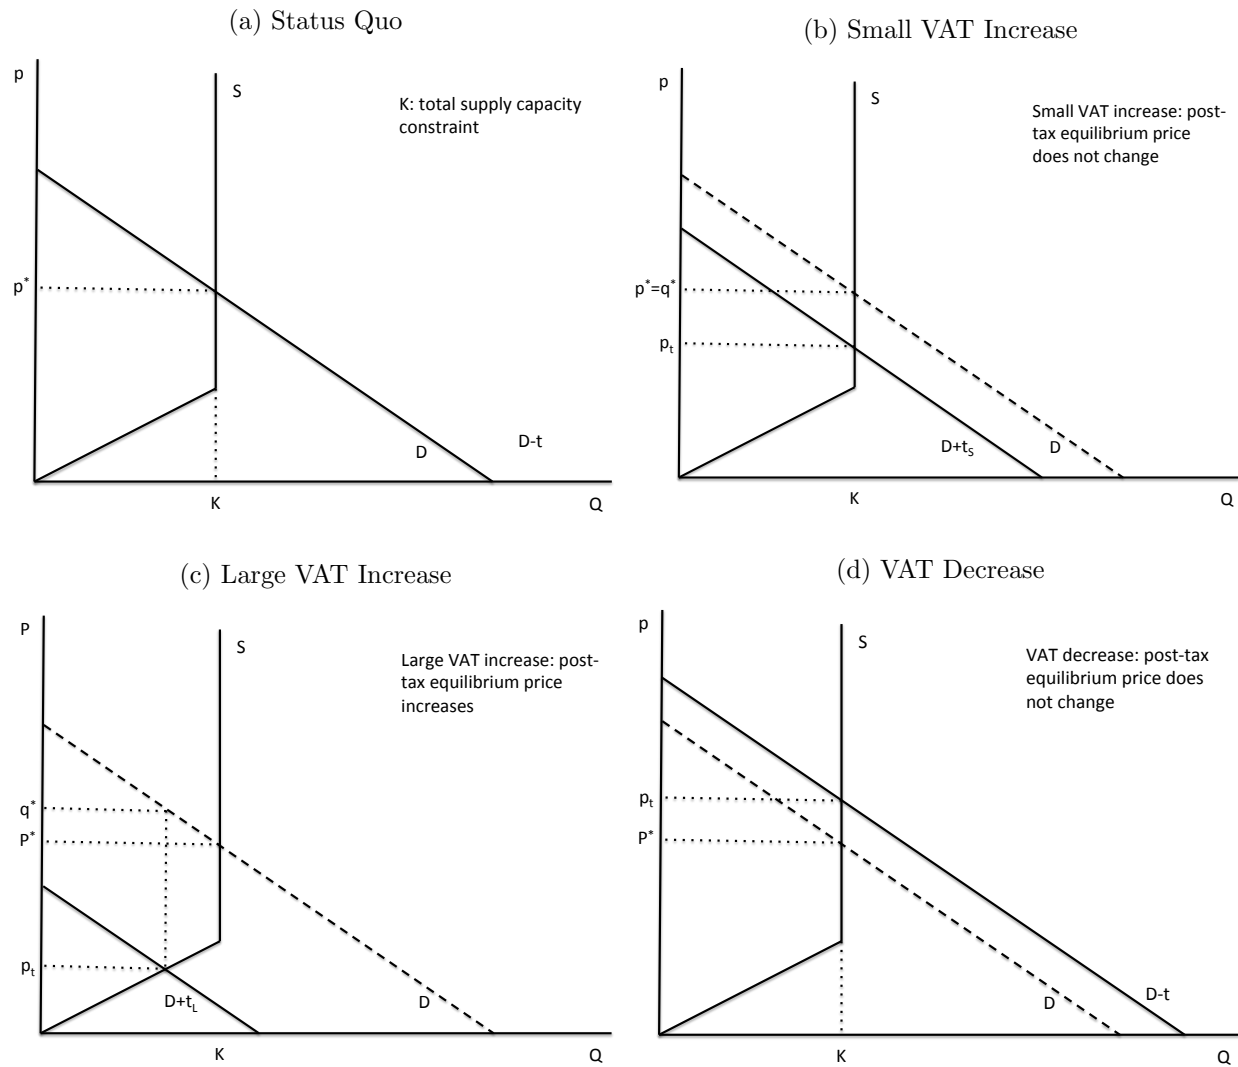 (a) Status Quo
p
S
K: total supply capacity
constraint
p*
D
D-t
K
Q
(b) Small VAT Increase
p
S
Small VAT increase: post-
tax equilibrium price
does not change
p*=q*
pt
D+tS
D
K
Q
(c) Large VAT Increase
P
S
Large VAT increase: post-
tax equilibrium price
increases
q*
P*
pt
D+tL
D
K
Q
(d) VAT Decrease
p
S
VAT decrease: post-tax
equilibrium price does
not change
pt
P*
D
D-t
K
Q